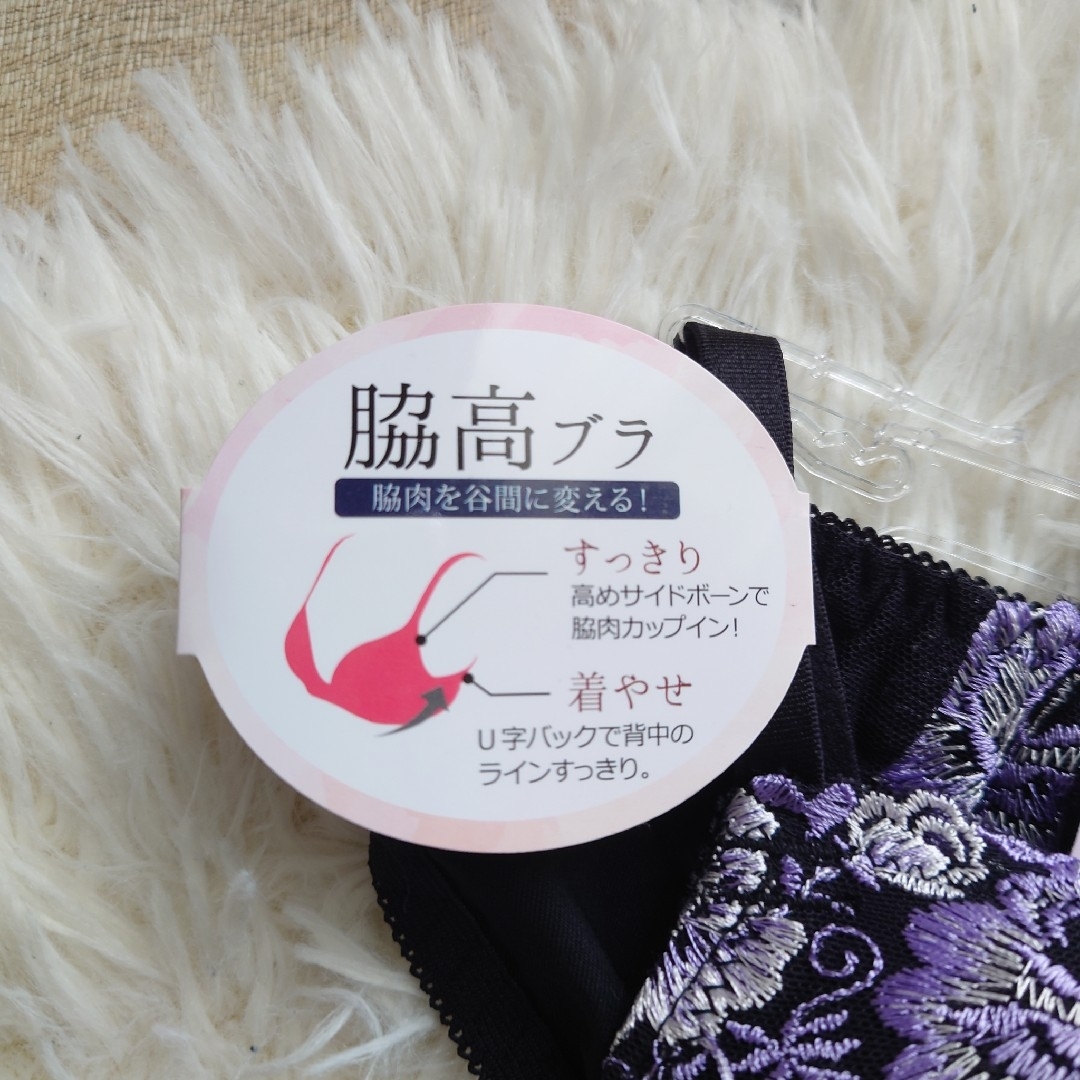 脇高ブラ
脇肉を谷間に変える!
すっきり
高めサイドボーンで
脇肉カップイン!
着やせ
U字バックで背中の
ラインすっきり。